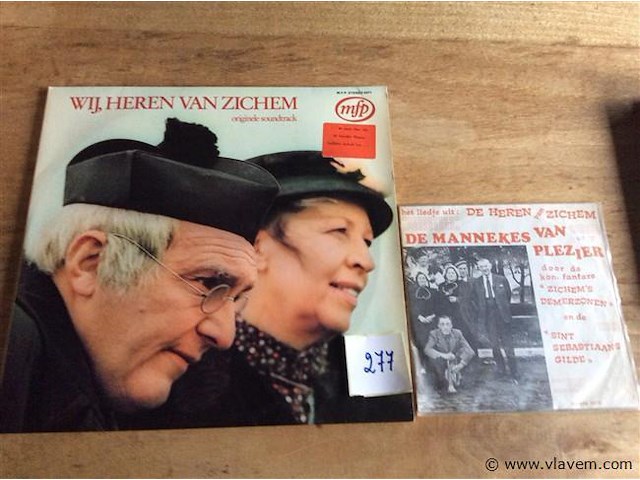 WIJ, HEREN VAN ZICHEM
originele soundtrack
mfp
277
het liedje uit: DE HEREN VAN ZICHEM
DE MANNEKES VAN PLEZIER
door de
kon. fanfare
"ZICHEM'S
DEMERZONEN"
en de
"SINT
SEBASTIAANS
GILDE"
© www.vlavem.com